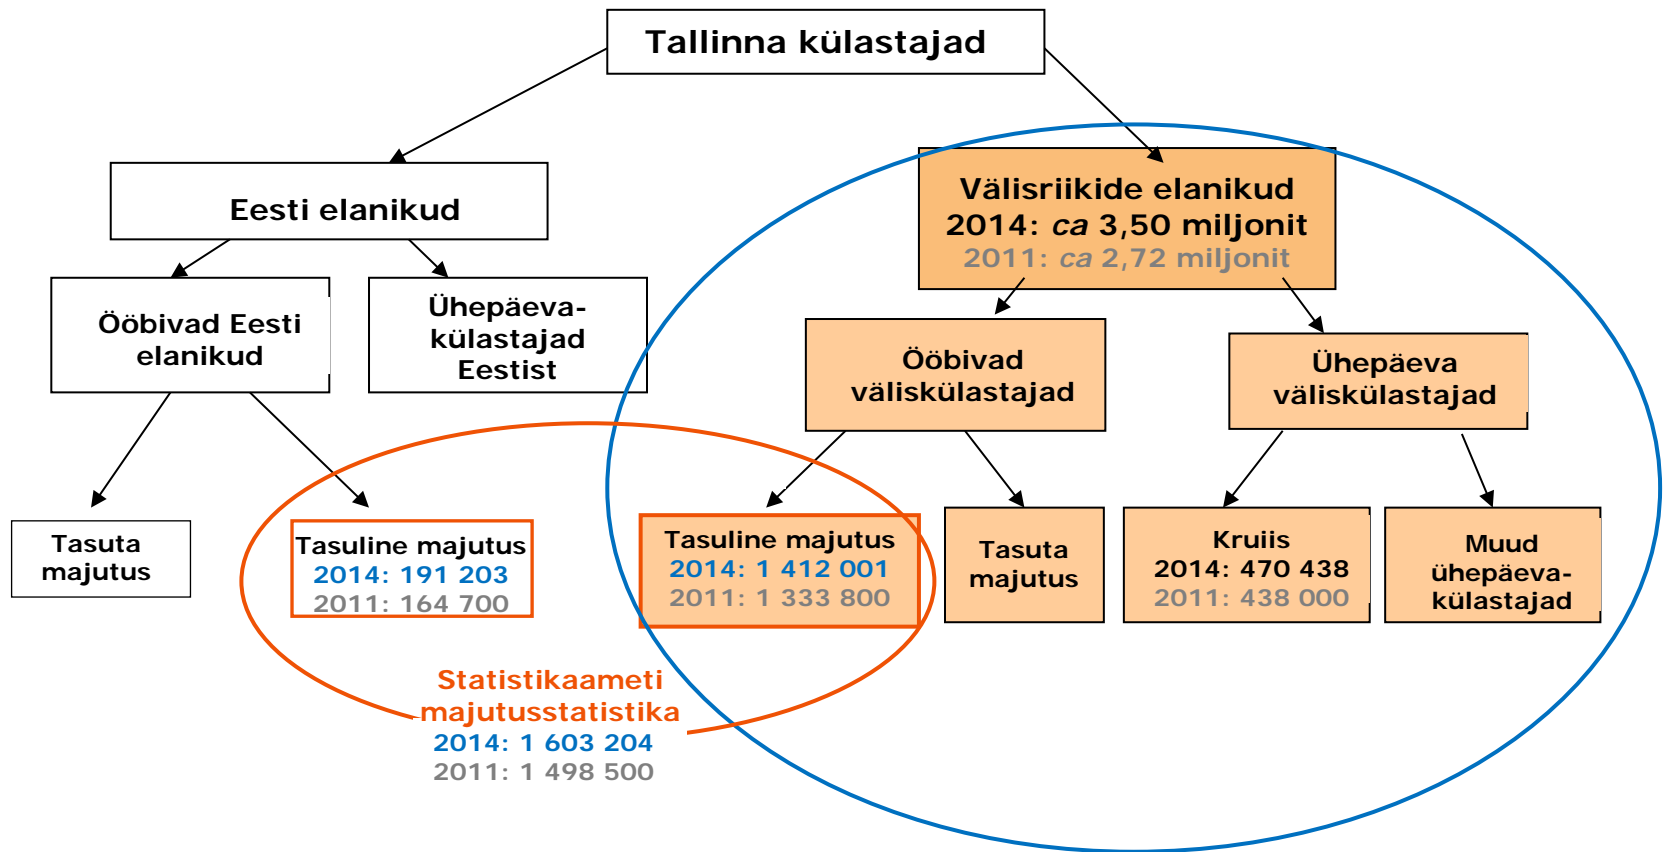 Tallinna külastajad
Eesti elanikud
Välisriikide elanikud
2014: ca 3,50 miljonit
2011: ca 2,72 miljonit
Ööbivad Eesti
elanikud
Ühepäeva-
külastajad
Eestist
Ööbivad
väliskülastajad
Ühepäeva
väliskülastajad
Tasuta
majutus
Tasuline majutus
2014: 191 203
2011: 164 700
Tasuline majutus
2014: 1 412 001
2011: 1 333 800
Tasuta
majutus
Kruiis
2014: 470 438
2011: 438 000
Muud
ühepäeva-
külastajad
Statistikaameti
majutusstatistika
2014: 1 603 204
2011: 1 498 500